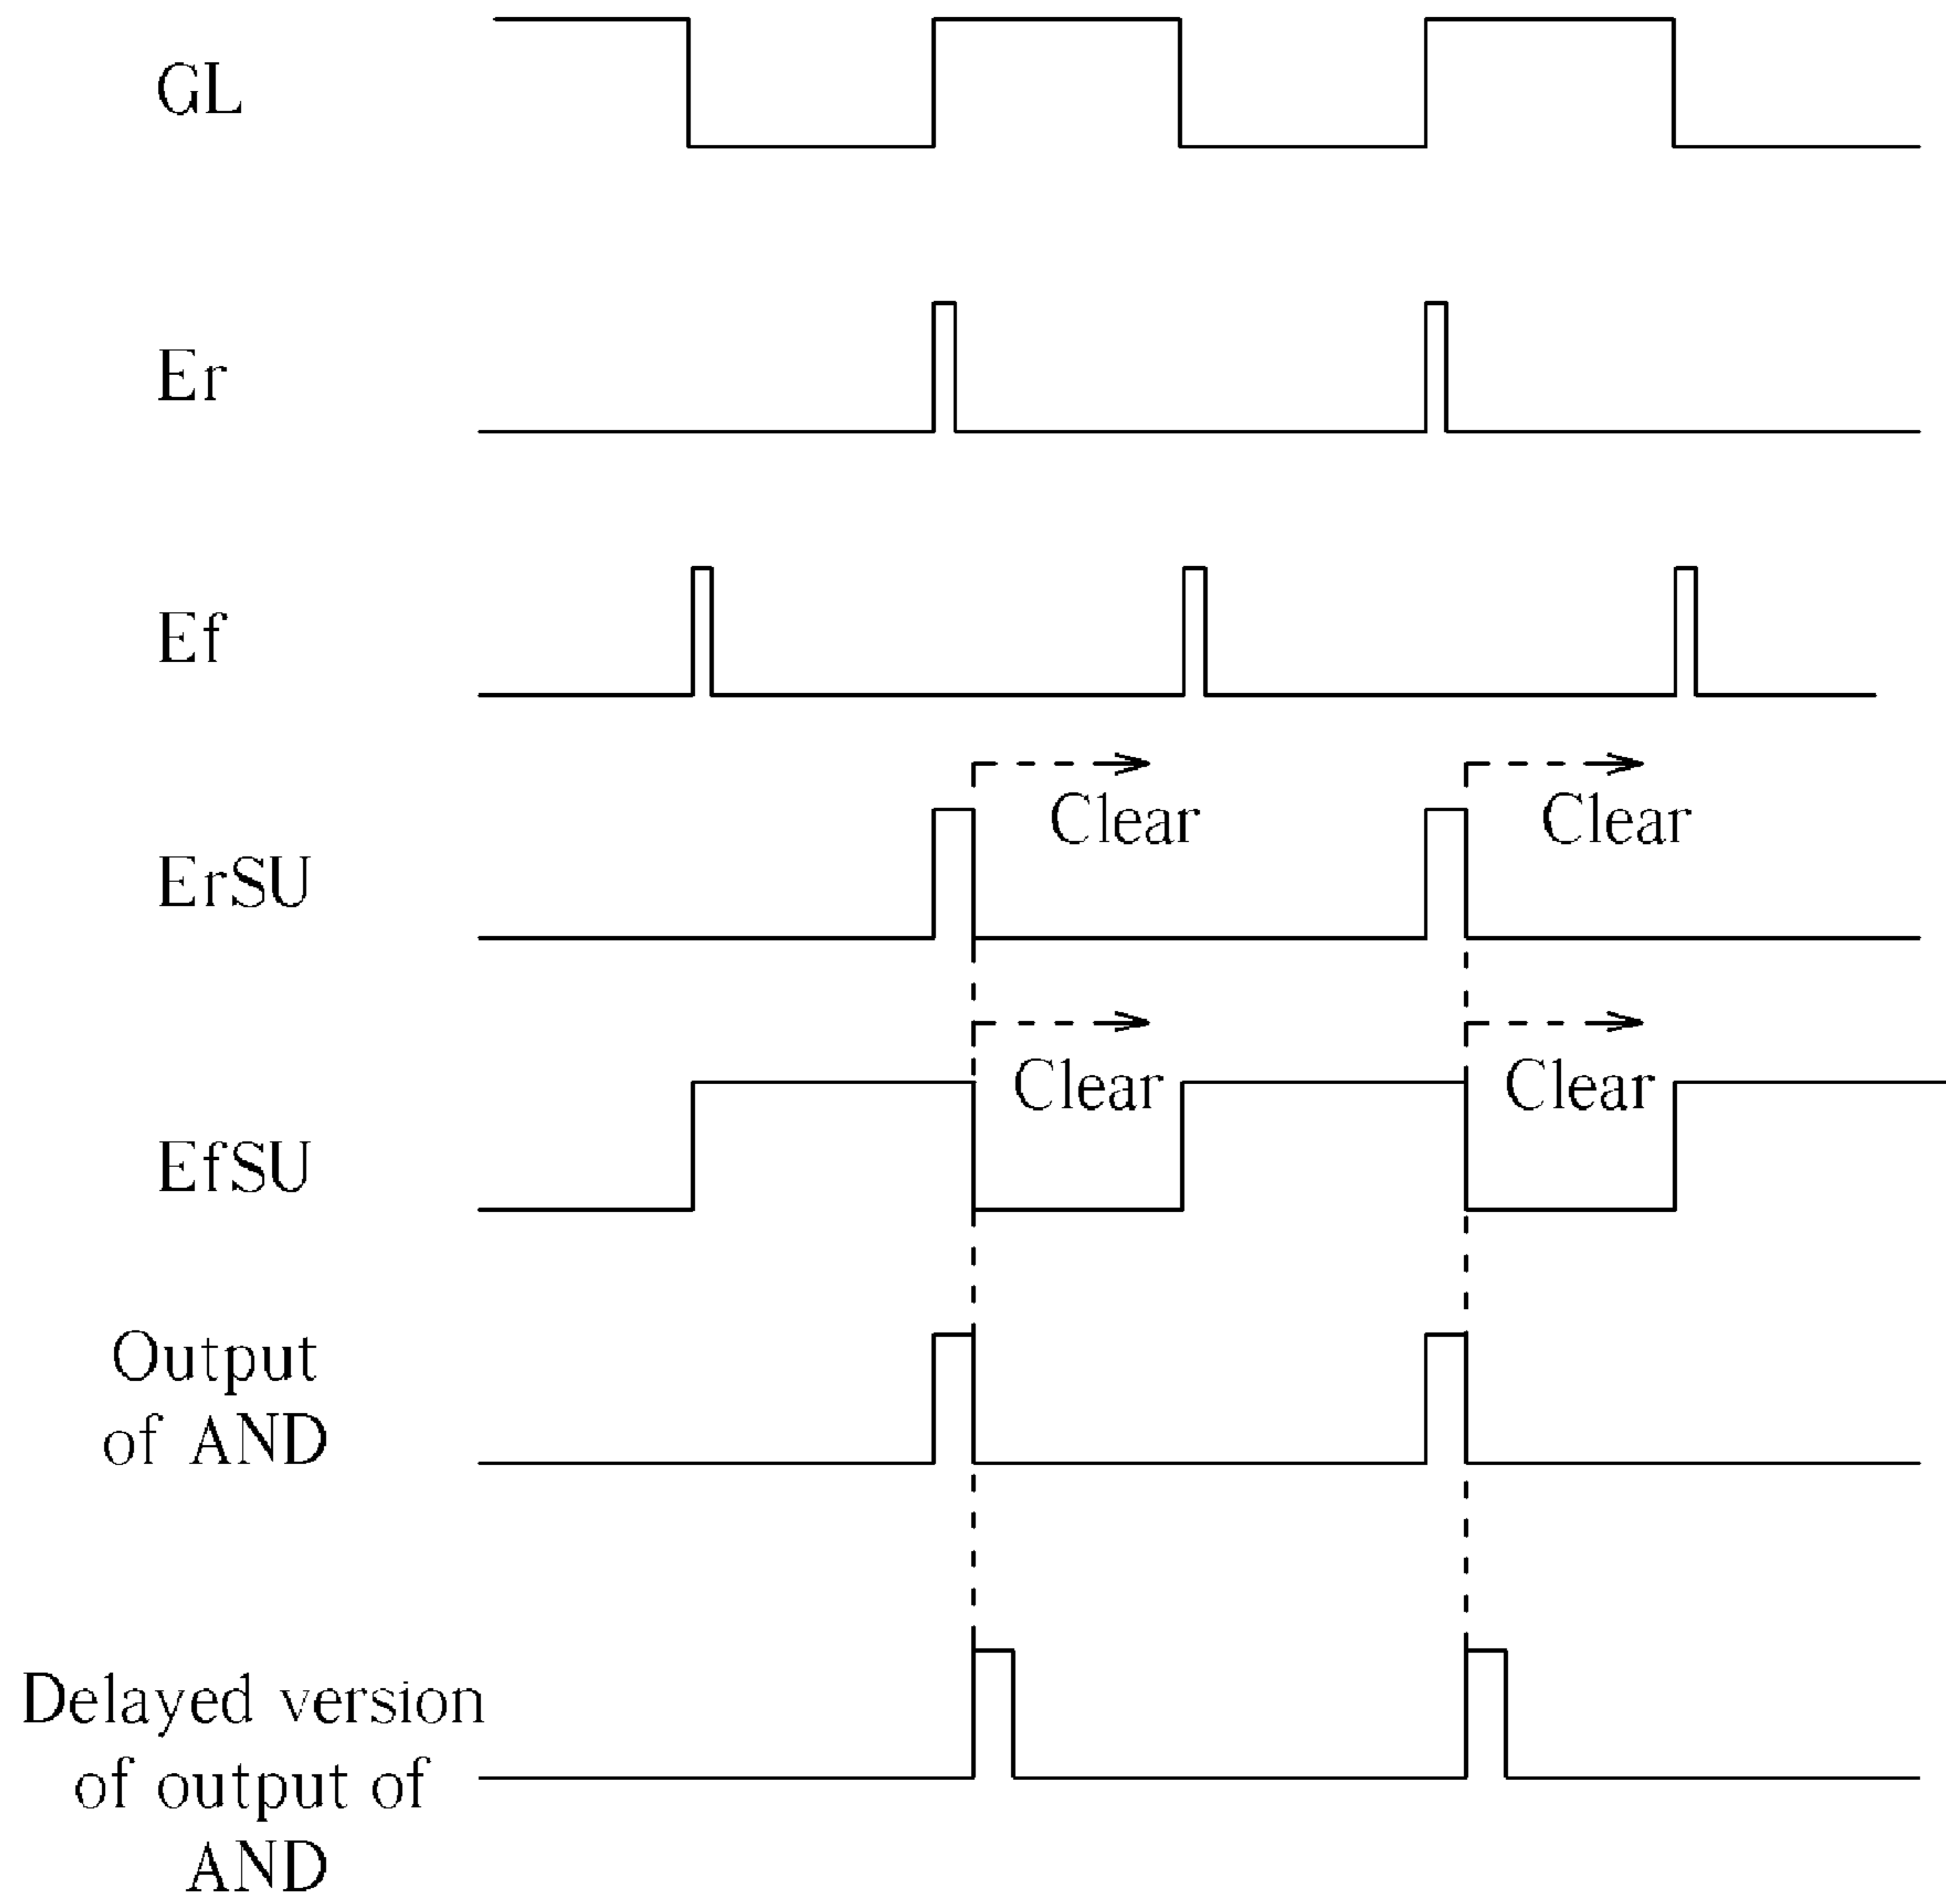 GL
Er
Ef
Clear Clear
ErSU
Clear Clear
EfSU
Output
of AND
Delayed version
of output of
AND